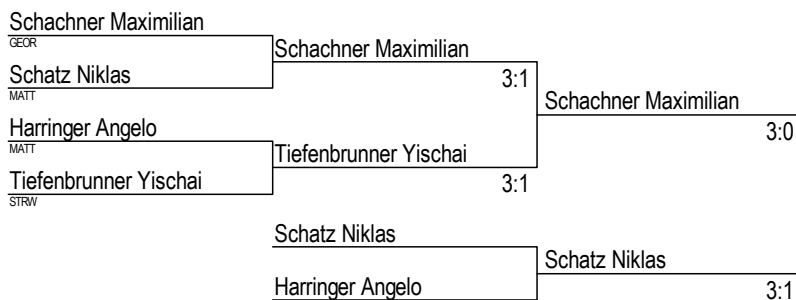 Schachner Maximilian
GEOR
Schachner Maximilian
Schatz Niklas
3:1
MATT
Schachner Maximilian
Harringer Angelo
3:0
MATT
Tiefenbrunner Yischai
Tiefenbrunner Yischai
3:1
STRW
Schatz Niklas
Schatz Niklas
Harringer Angelo
3:1